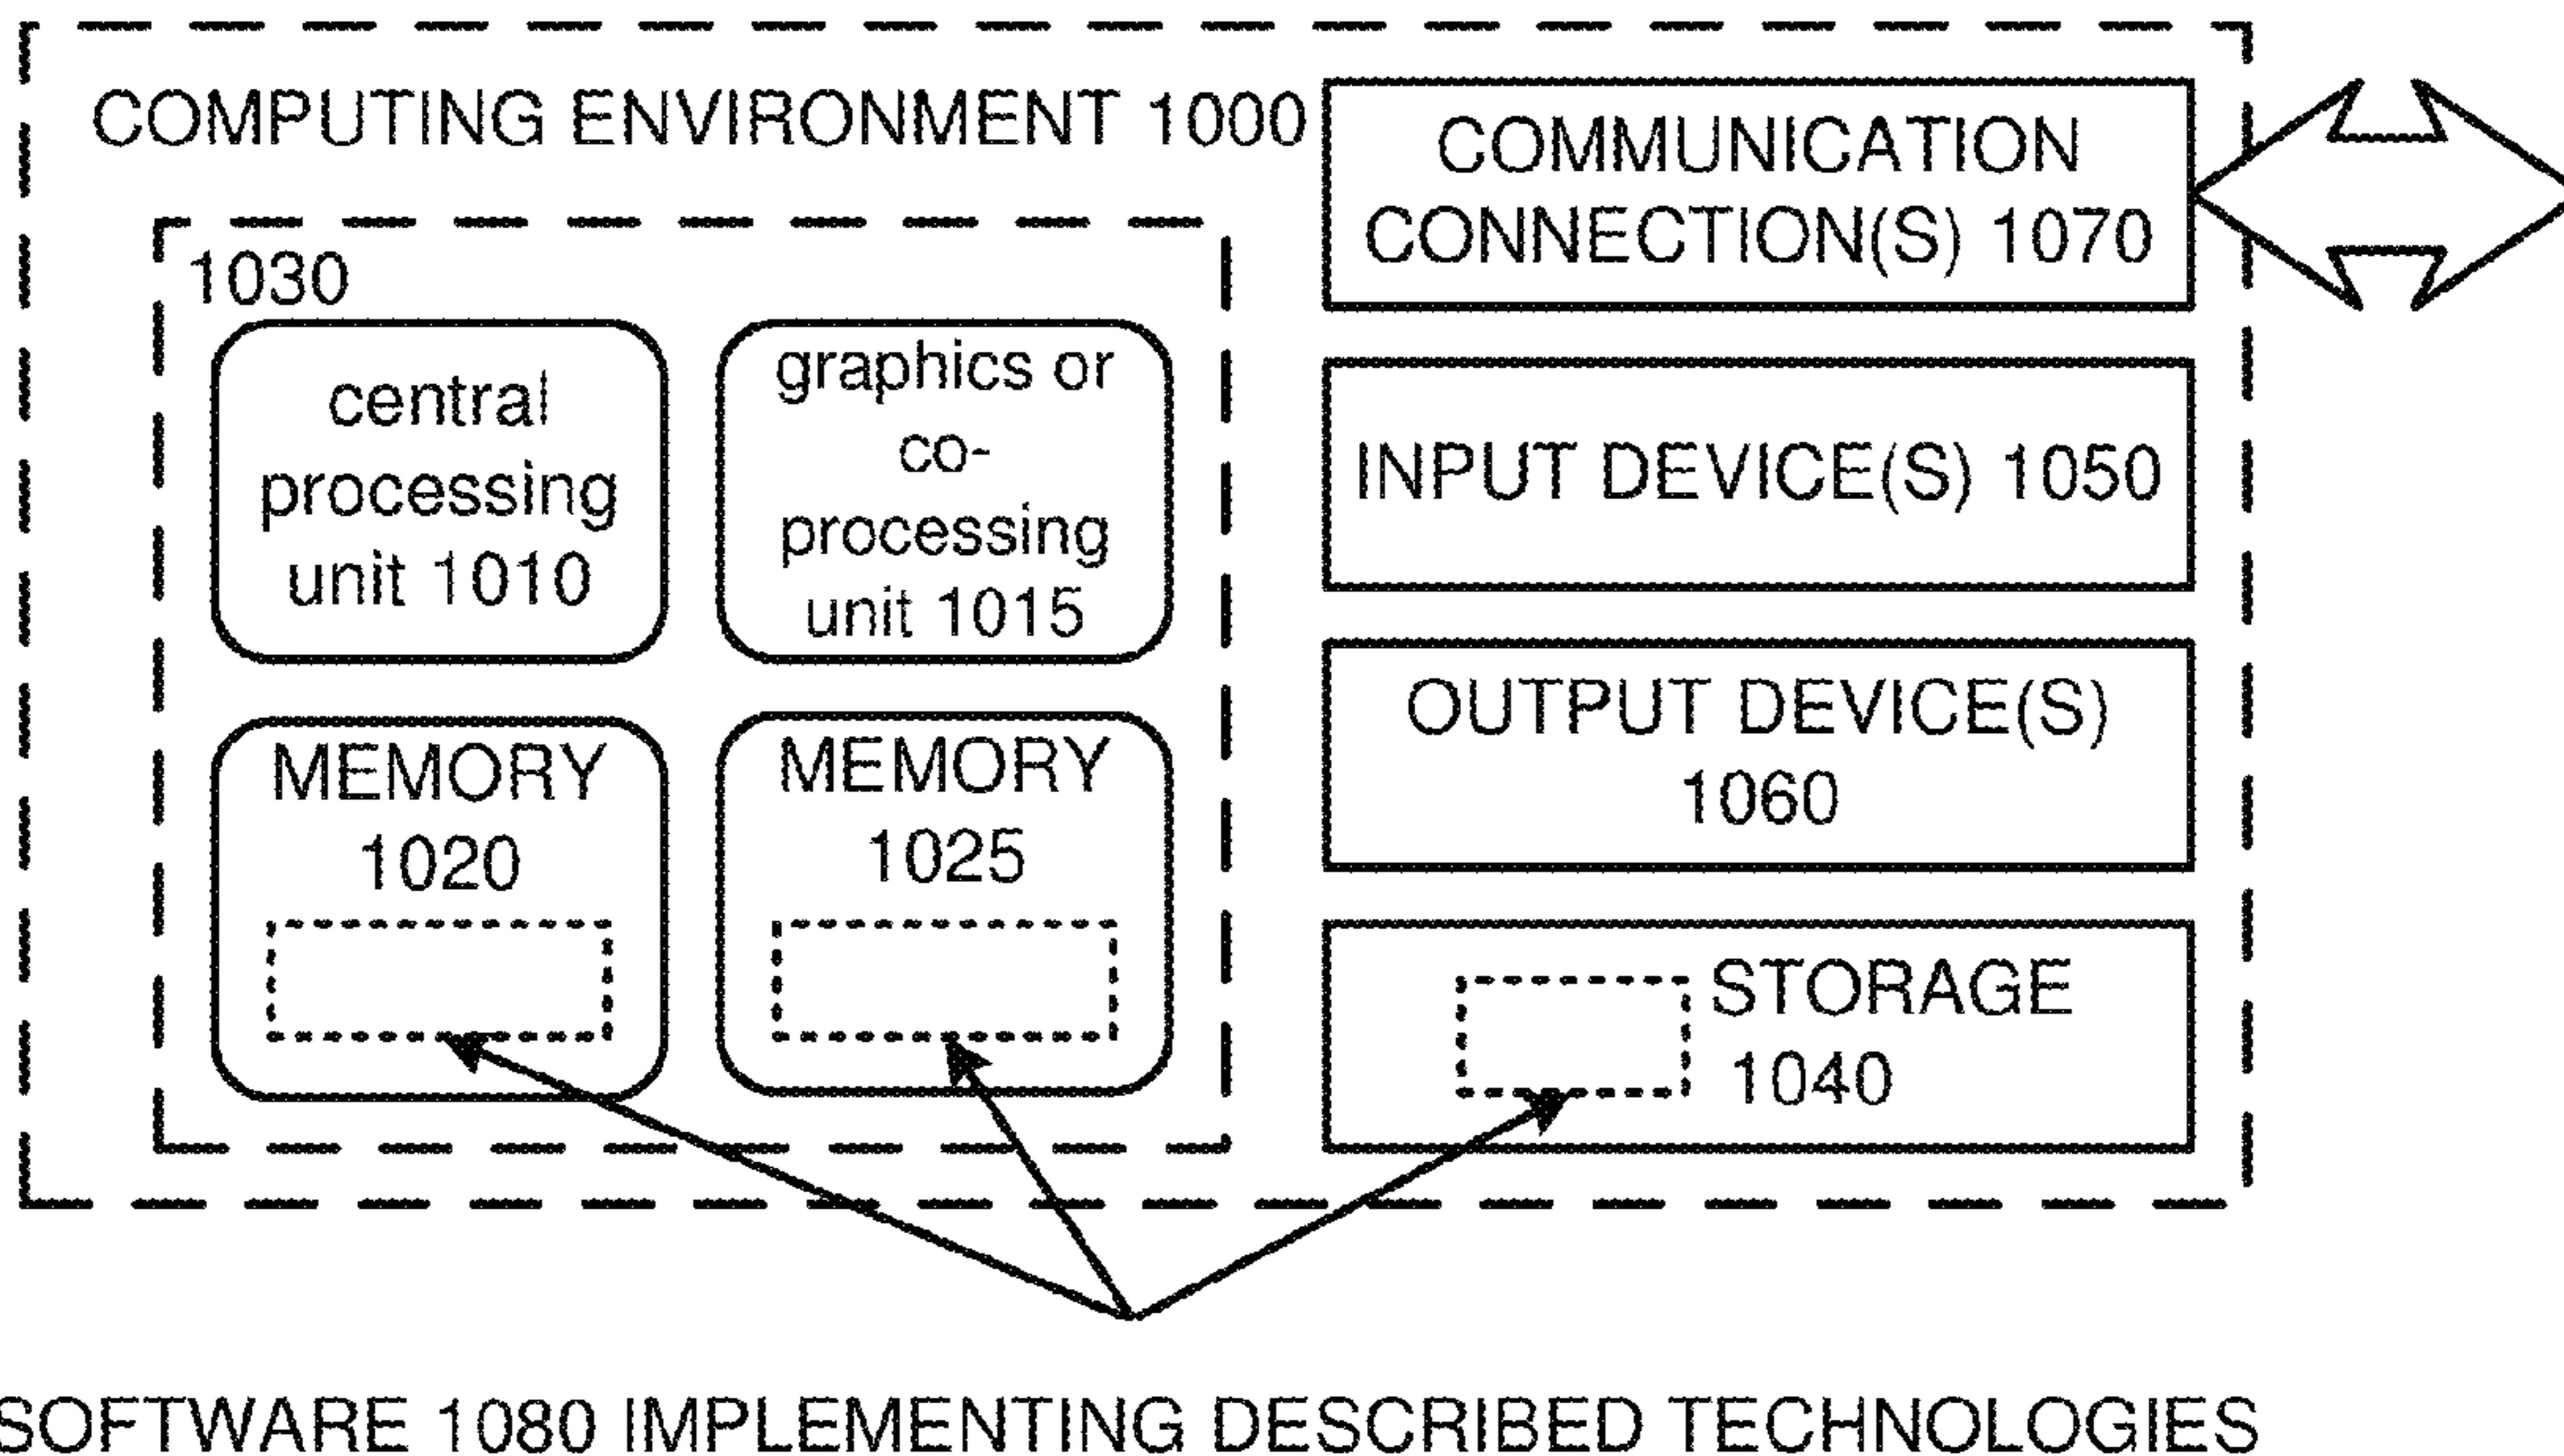 COMPUTING ENVIRONMENT 1000
1030
central
processing
unit 1010
graphics or
co-
processing
unit 1015
MEMORY
1020
MEMORY
1025
COMMUNICATION
CONNECTION(S) 1070
INPUT DEVICE(S) 1050
OUTPUT DEVICE(S)
1060
STORAGE
1040
SOFTWARE 1080 IMPLEMENTING DESCRIBED TECHNOLOGIES